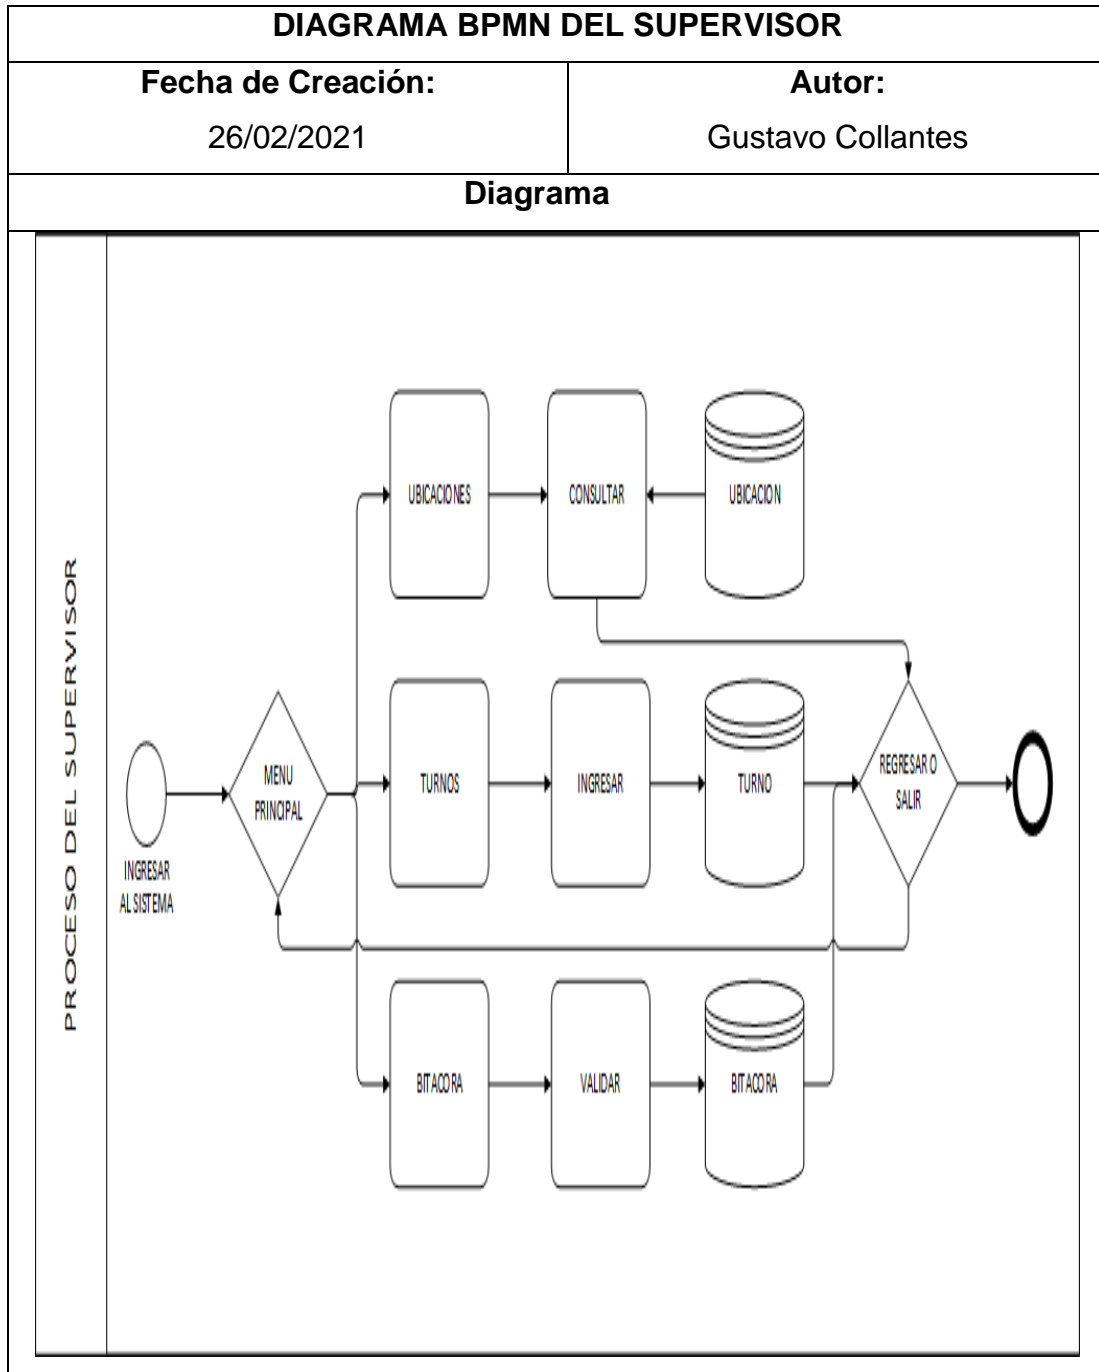 DIAGRAMA BPMN DEL SUPERVISOR
Fecha de Creación:
26/02/2021
Autor:
Gustavo Collantes
Diagrama
PROCESO DEL SUPERVISOR
INGRESAR
AL SISTEMA
MENU
PRINCIPAL
UBICACIONES
CONSULTAR
UBICACION
TURNOS
INGRESAR
TURNO
REGRESAR O
SALIR
BITACORA
VALIDAR
BITACORA